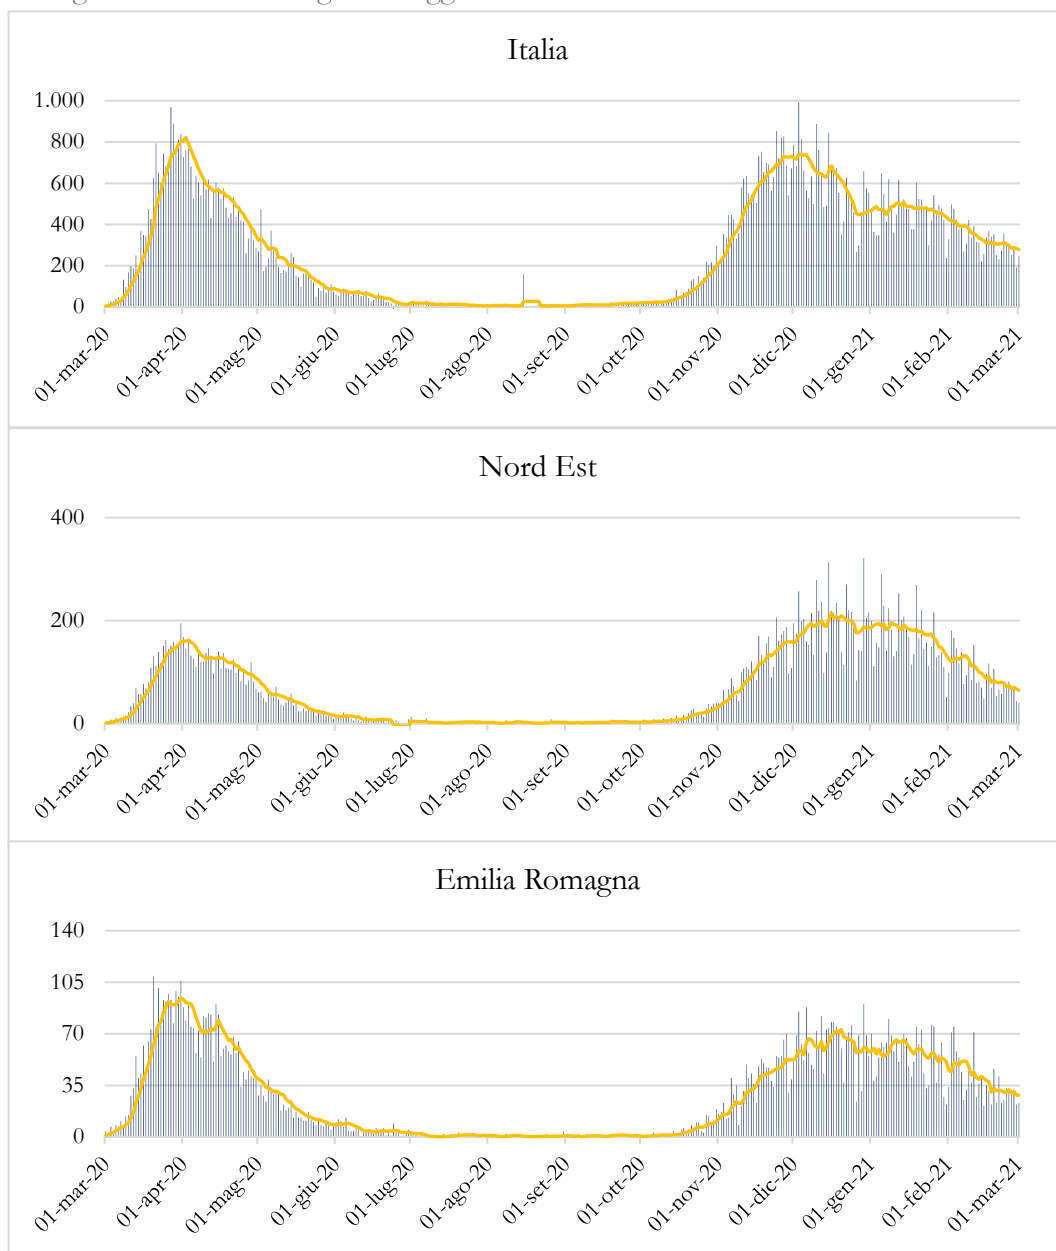 Italia
1.000
800
600
400
200
0
01-mar-20
01-apr-20
01-mag-20
01-giu-20
01-lug-20
01-ago-20
01-set-20
01-ott-20
01-nov-20
01-dic-20
01-gen-21
01-feb-21
01-mar-21
Nord Est
400
200
0
01-mar-20
01-apr-20
01-mag-20
01-giu-20
01-lug-20
01-ago-20
01-set-20
01-ott-20
01-nov-20
01-dic-20
01-gen-21
01-feb-21
01-mar-21
Emilia Romagna
140
105
70
35
0
01-mar-20
01-apr-20
01-mag-20
01-giu-20
01-lug-20
01-ago-20
01-set-20
01-ott-20
01-nov-20
01-dic-20
01-gen-21
01-feb-21
01-mar-21